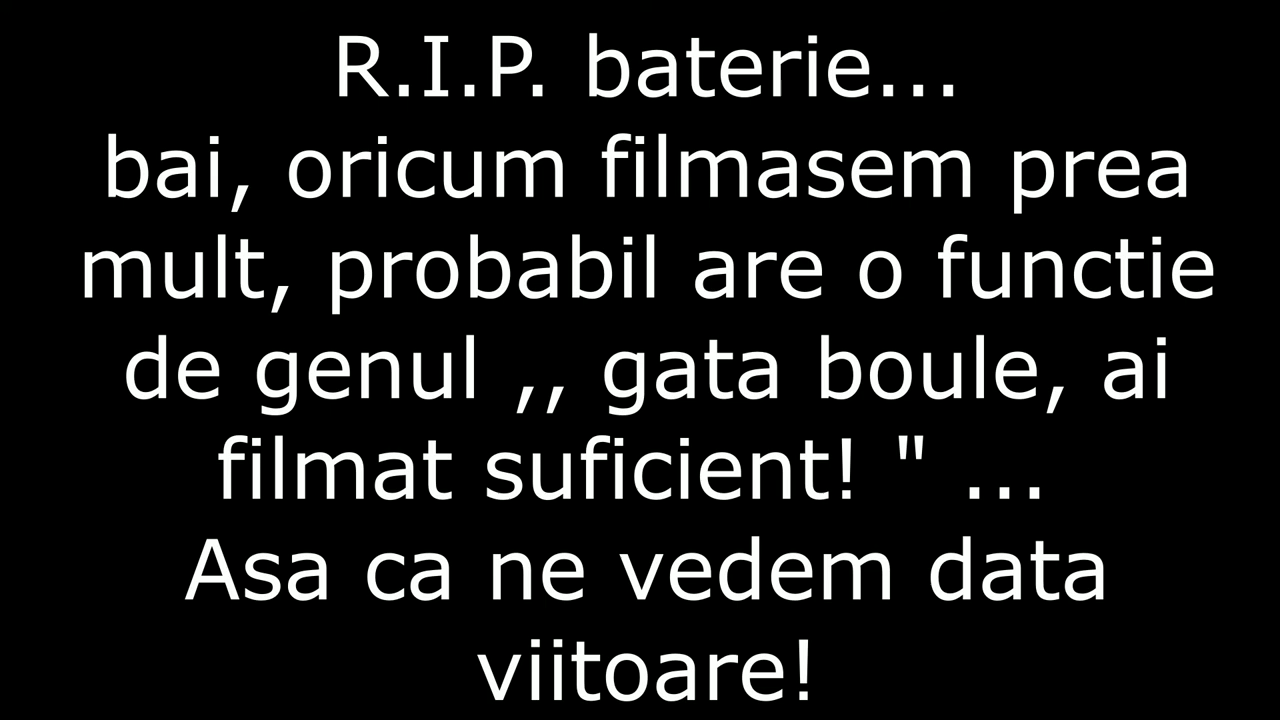 R.I.P. baterie...
bai, oricum filmasem prea
mult, probabil are o functie
de genul ,, gata boule, ai
filmat suficient! " ...
Asa ca ne vedem data
viitoare!